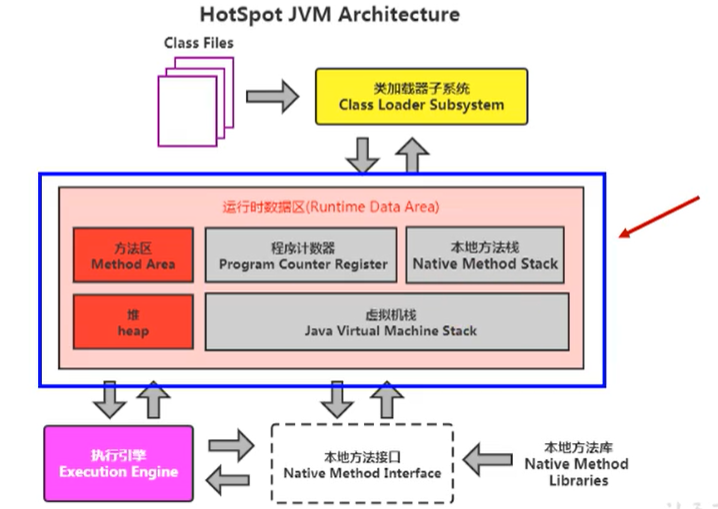 HotSpot JVM Architecture
Class Files
类加载器子系统
Class Loader Subsystem
运行时数据区(Runtime Data Area)
方法区
Method Area
程序计数器
Program Counter Register
本地方法栈
Native Method Stack
堆
heap
虚拟机栈
Java Virtual Machine Stack
执行引擎
Execution Engine
本地方法接口
Native Method Interface
本地方法库
Native Method
Libraries